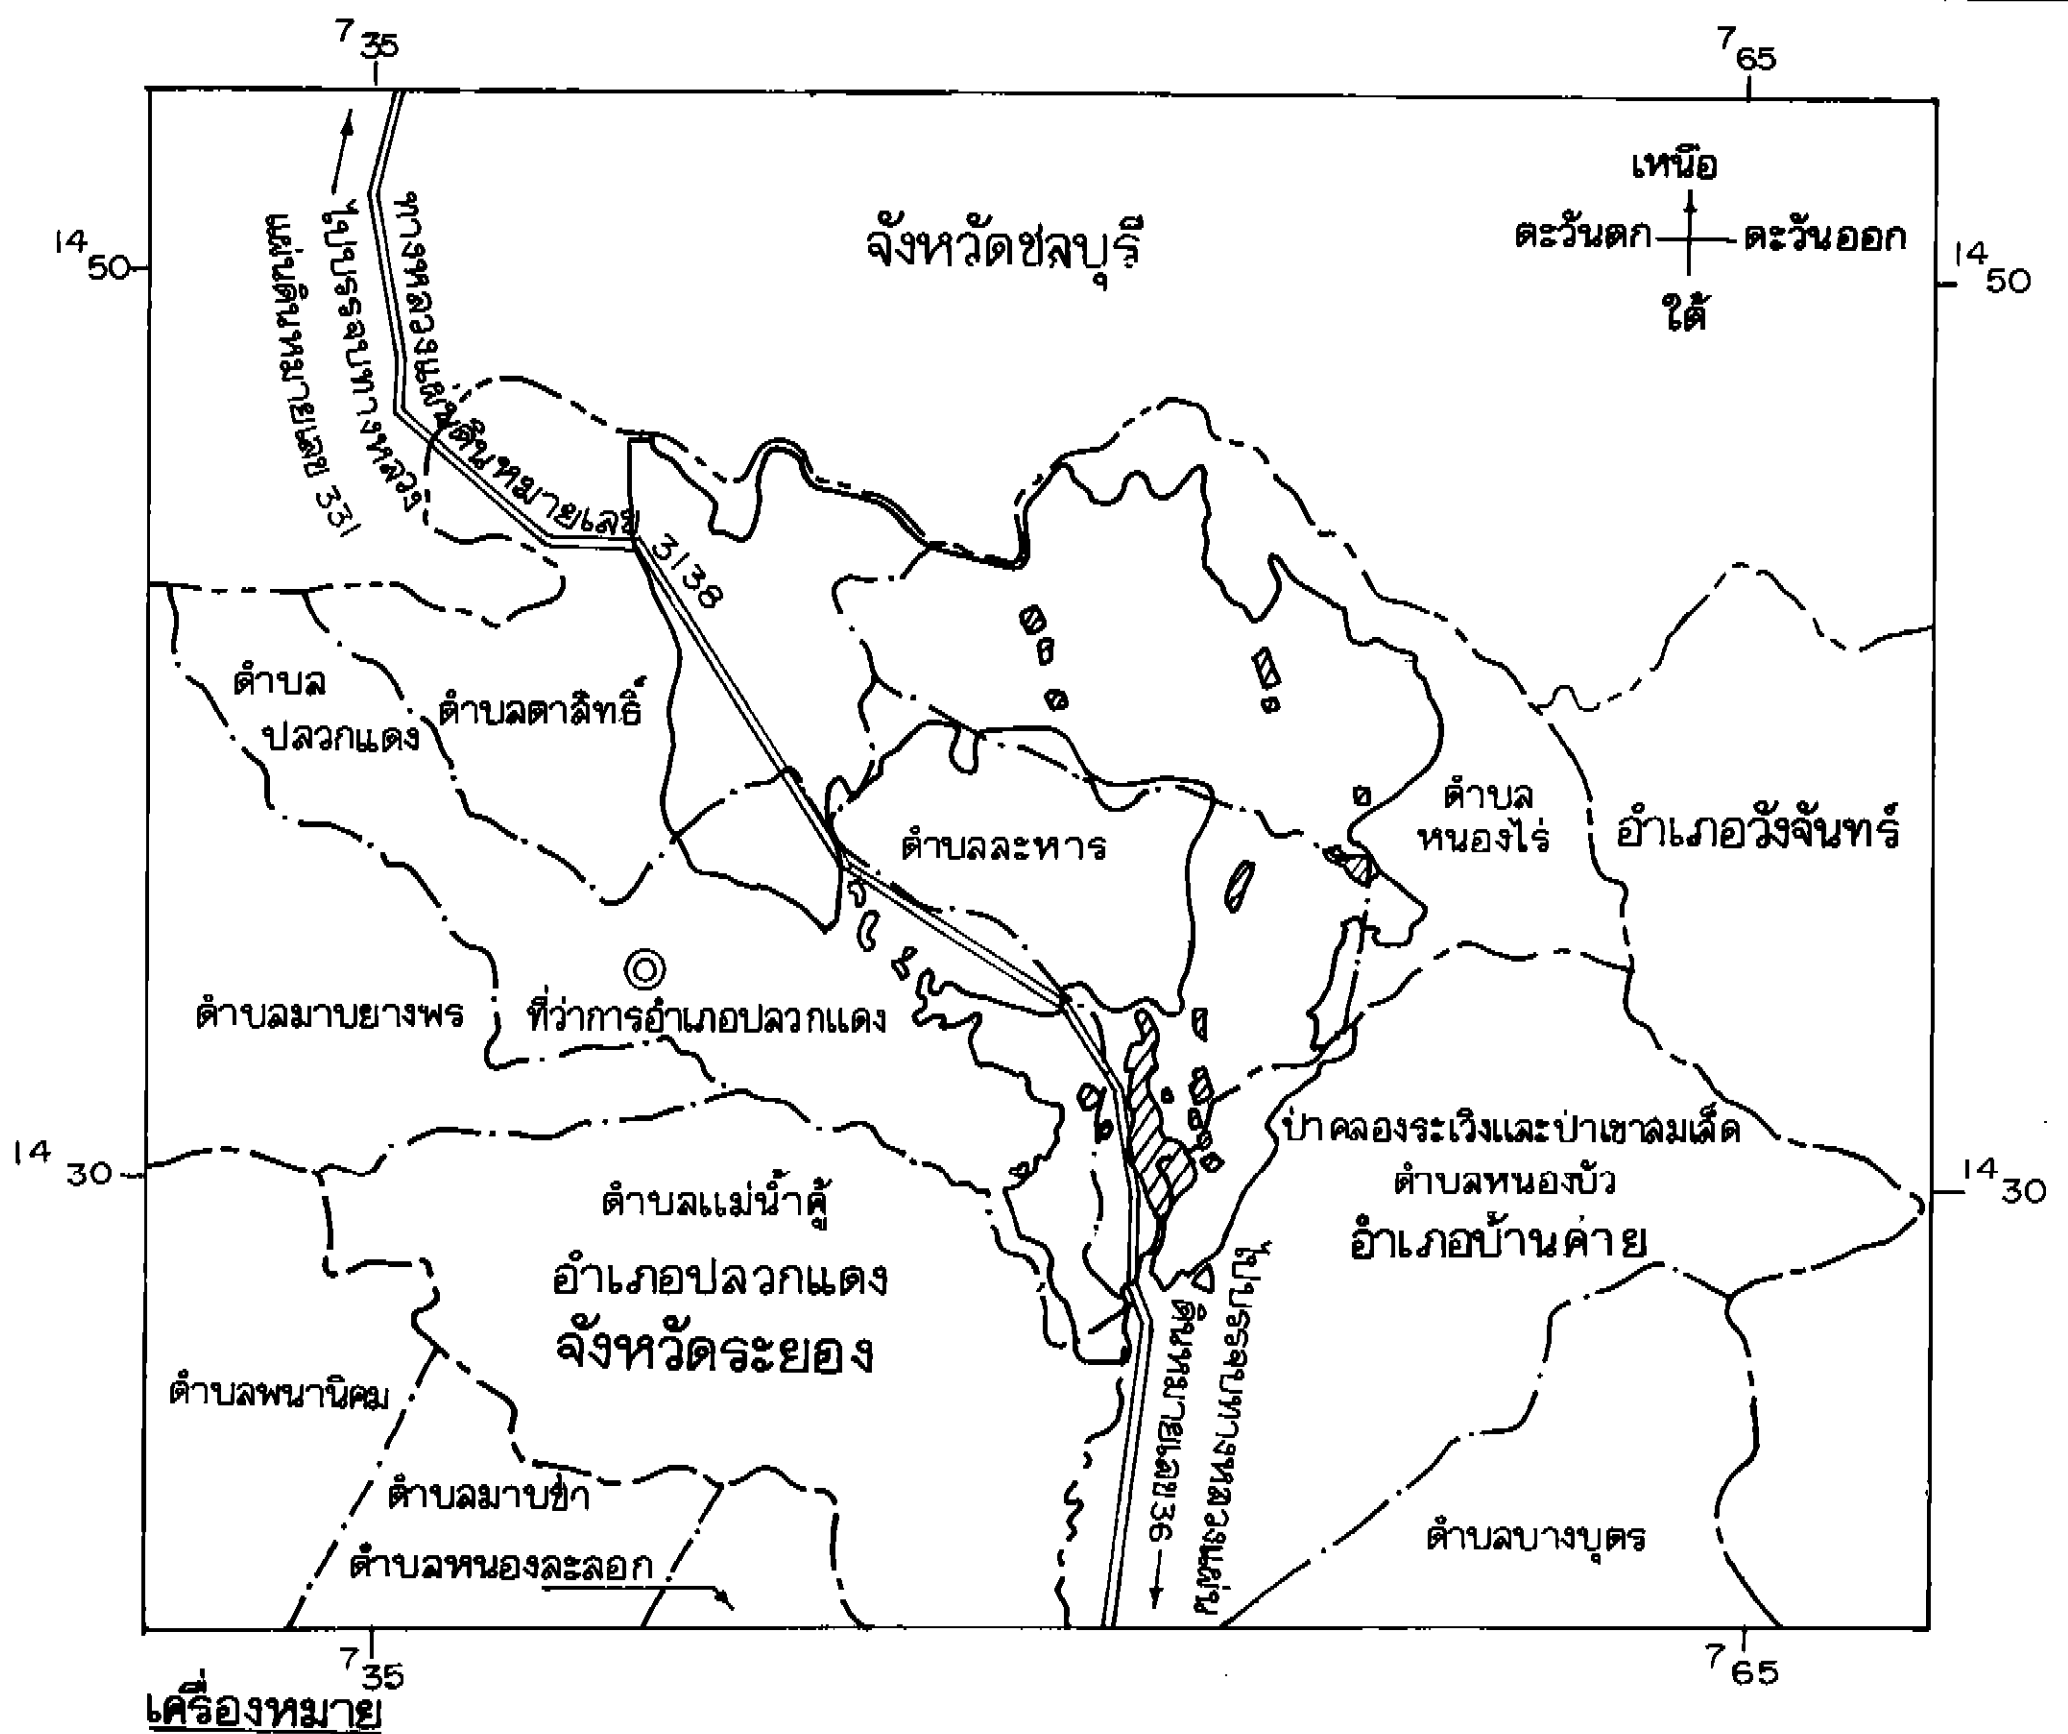 7 35
7 65
เหนือ
ตะวันตก
ตะวันออก
ใต้
14 50
14 50
จังหวัดชลบุรี
ทางหลวงแผ่นดินหมายเลข 3138
ไปบรรจบทางหลวง
แผ่นดินหมายเลข 331
ตำบล
ปลวกแดง
ตำบลตาสิทธิ์
ตำบล
หนองไร่
อำเภอวังจันทร์
ตำบลละหาร
ตำบลมาบยางพร
ที่ว่าการอำเภอปลวกแดง
14 30
14 30
ป่าคลองระเวิงและป่าเขาสมเส็ด
ตำบลหนองบัว
อำเภอบ้านค่าย
ตำบลแม่น้ำคู้
อำเภอปลวกแดง
จังหวัดระยอง
ไปบรรจบทางหลวงแผ่น
ดินหมายเลข36
ตำบลพนานิคม
ตำบลมาบข่า
ตำบลหนองละลอก
ตำบลบางบุตร
7 35
7 65
เครื่องหมาย